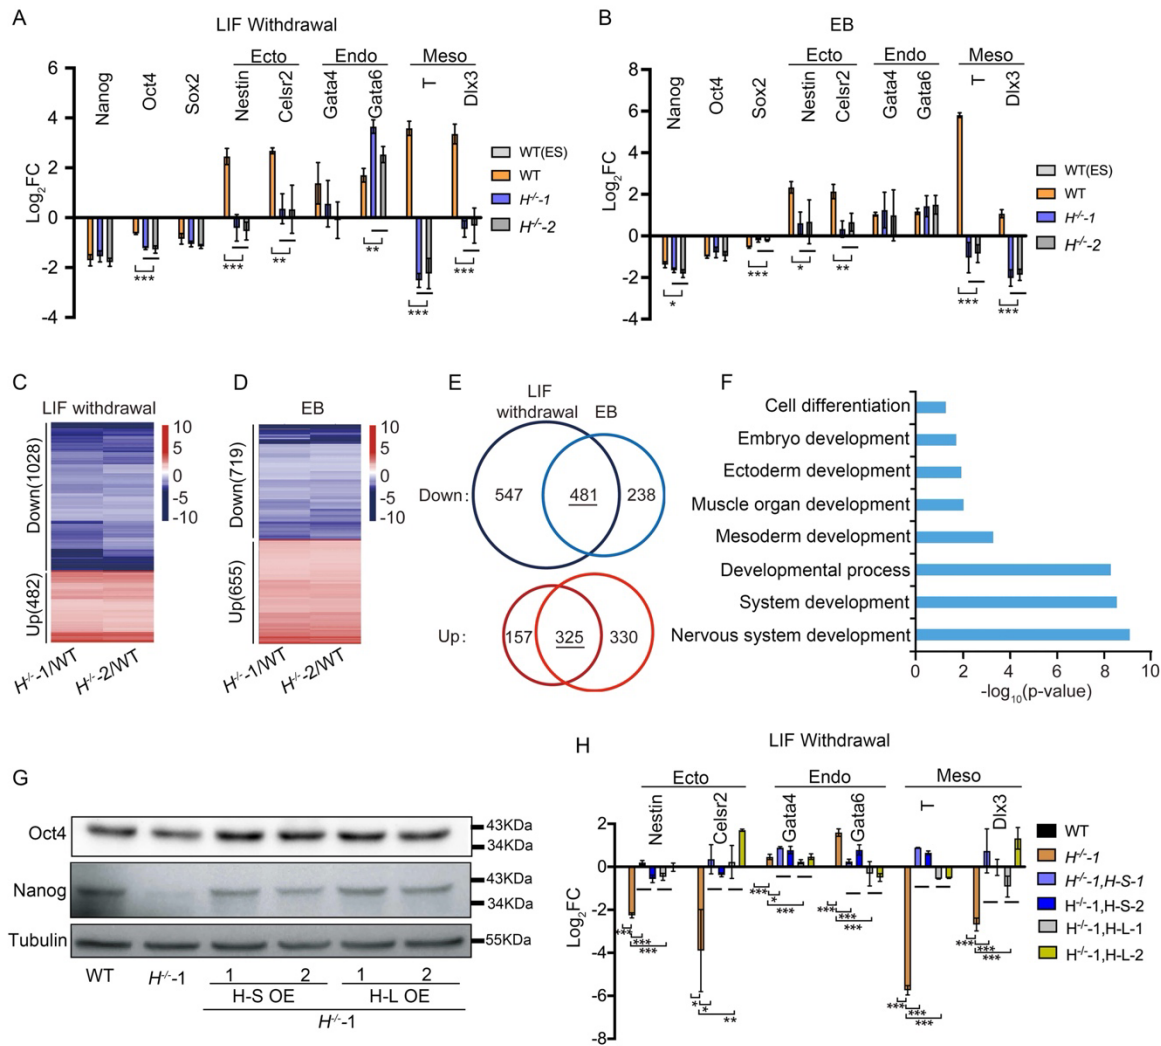 A
LIF Withdrawal
Ecto
Endo
Meso
Nanog
Oct4
Sox2
Nestin
Celsr2
Gata4
Gata6
T
Dlx3
Log2FC
6
4
2
0
-2
-4
***
***
**
**
***
***
WT(ES)
WT
H-/--1
H-/--2
B
EB
Ecto
Endo
Meso
Nanog
Oct4
Sox2
Nestin
Celsr2
Gata4
Gata6
T
Dlx3
Log2FC
8
6
4
2
0
-2
-4
*
***
*
**
***
***
WT(ES)
WT
H-/--1
H-/--2
C
LIF withdrawal
Down(1028)
Up(482)
10
5
0
-5
-10
H-/--1/WT
H-/--2/WT
D
EB
Down(719)
Up(655)
10
5
0
-5
-10
H-/--1/WT
H-/--2/WT
E
LIF
withdrawal
EB
Down:
547
481
238
Up:
157
325
330
F
Cell differentiation
Embryo development
Ectoderm development
Muscle organ development
Mesoderm development
Developmental process
System development
Nervous system development
0 2 4 6 8 10
-log10(p-value)
G
Oct4
43KDa
34KDa
Nanog
43KDa
34KDa
Tubulin
55KDa
WT
H-/--1
1 2 1 2
H-S OE
H-L OE
H-/--1
H
LIF Withdrawal
Ecto
Endo
Meso
Nestin
Celsr2
Gata4
Gata6
T
Dlx3
Log2FC
2
0
-2
-4
-6
-8
***
***
***
*
*
**
***
*
***
***
***
***
***
***
***
***
***
***
WT
H-/--1
H-/--1,H-S-1
H-/--1,H-S-2
H-/--1,H-L-1
H-/--1,H-L-2